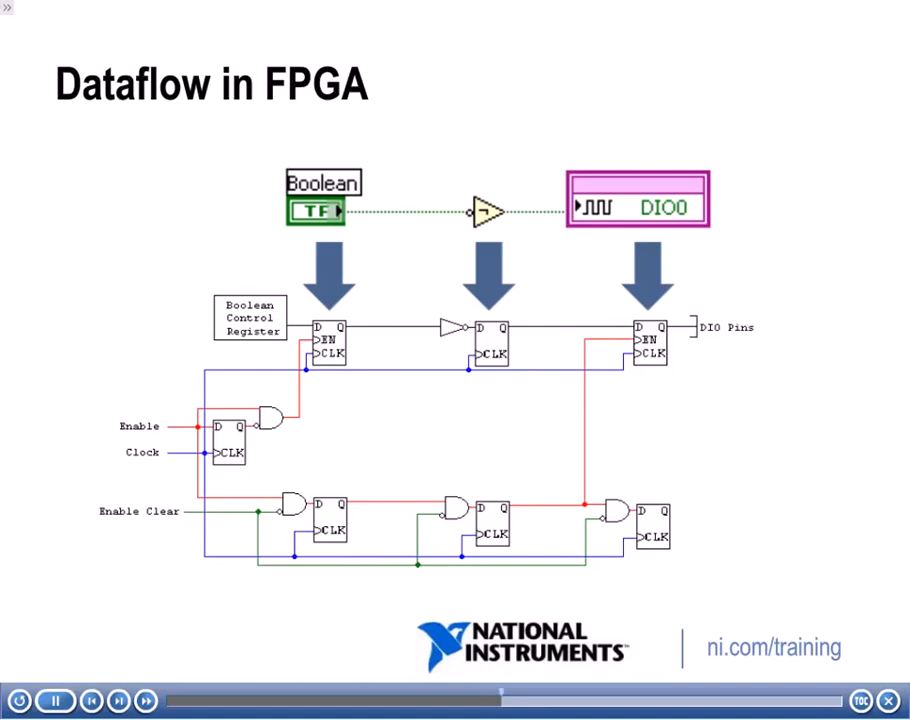 Dataflow in FPGA
Boolean
TF
DIO0
Boolean
Control
Register
D Q
EN
CLK
D Q
CLK
D Q
EN
CLK
DIO Pins
Enable
D Q
CLK
Clock
Enable Clear
D Q
CLK
D Q
CLK
D Q
CLK
NATIONAL
INSTRUMENTS™
ni.com/training
TOC